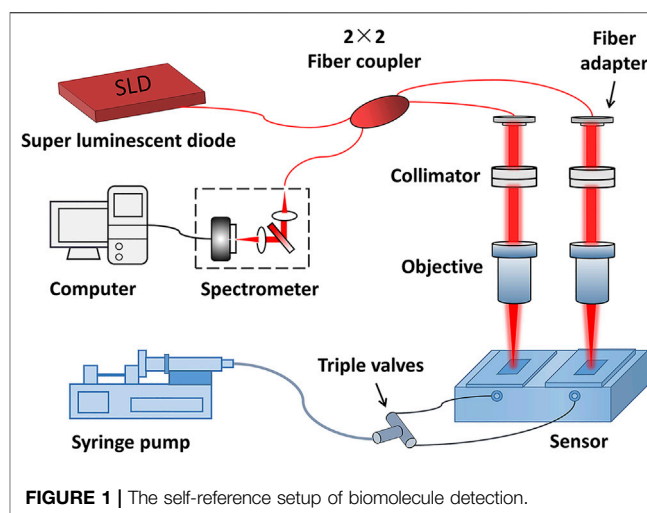 2×2
Fiber coupler
Fiber
adapter
SLD
Super luminescent diode
Collimator
Objective
Computer
Spectrometer
Triple valves
Syringe pump
Sensor
FIGURE 1 | The self-reference setup of biomolecule detection.